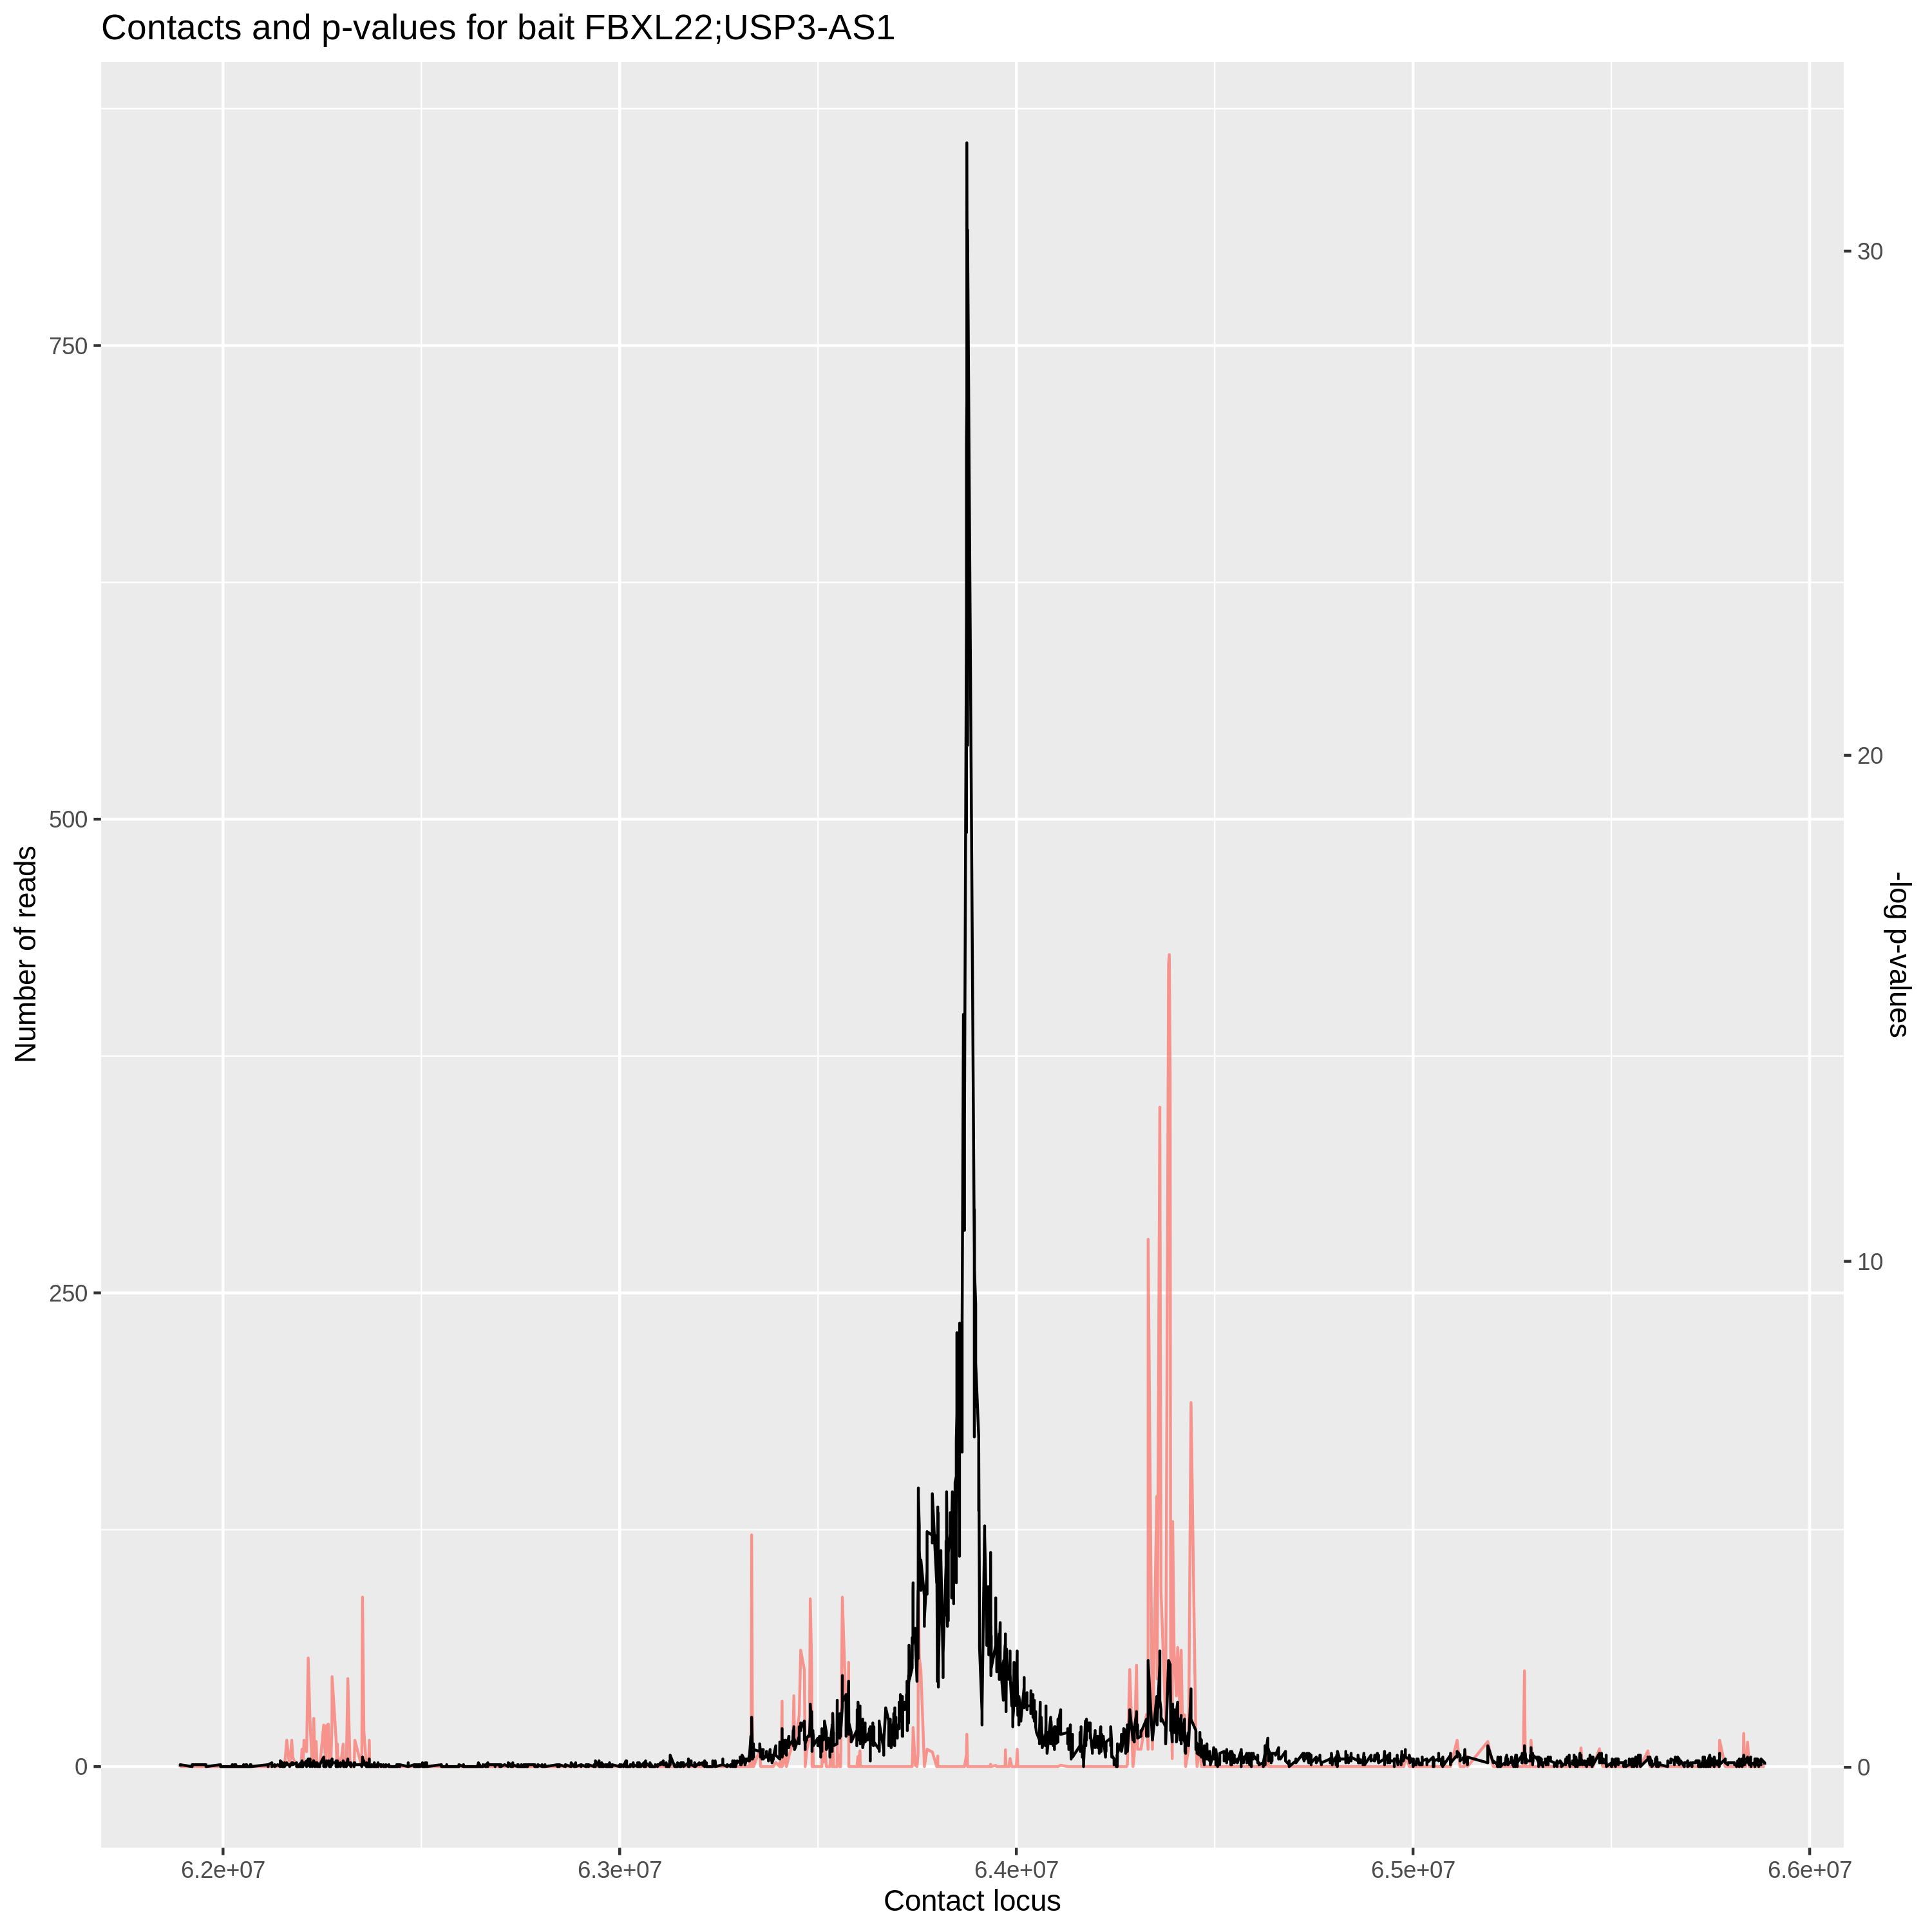 Contacts and p-values for bait FBXL22;USP3-AS1
Number of reads
750
500
250
0
30
20
10
0
-log p-values
6.2e+07 6.3e+07 6.4e+07 6.5e+07 6.6e+07
Contact locus